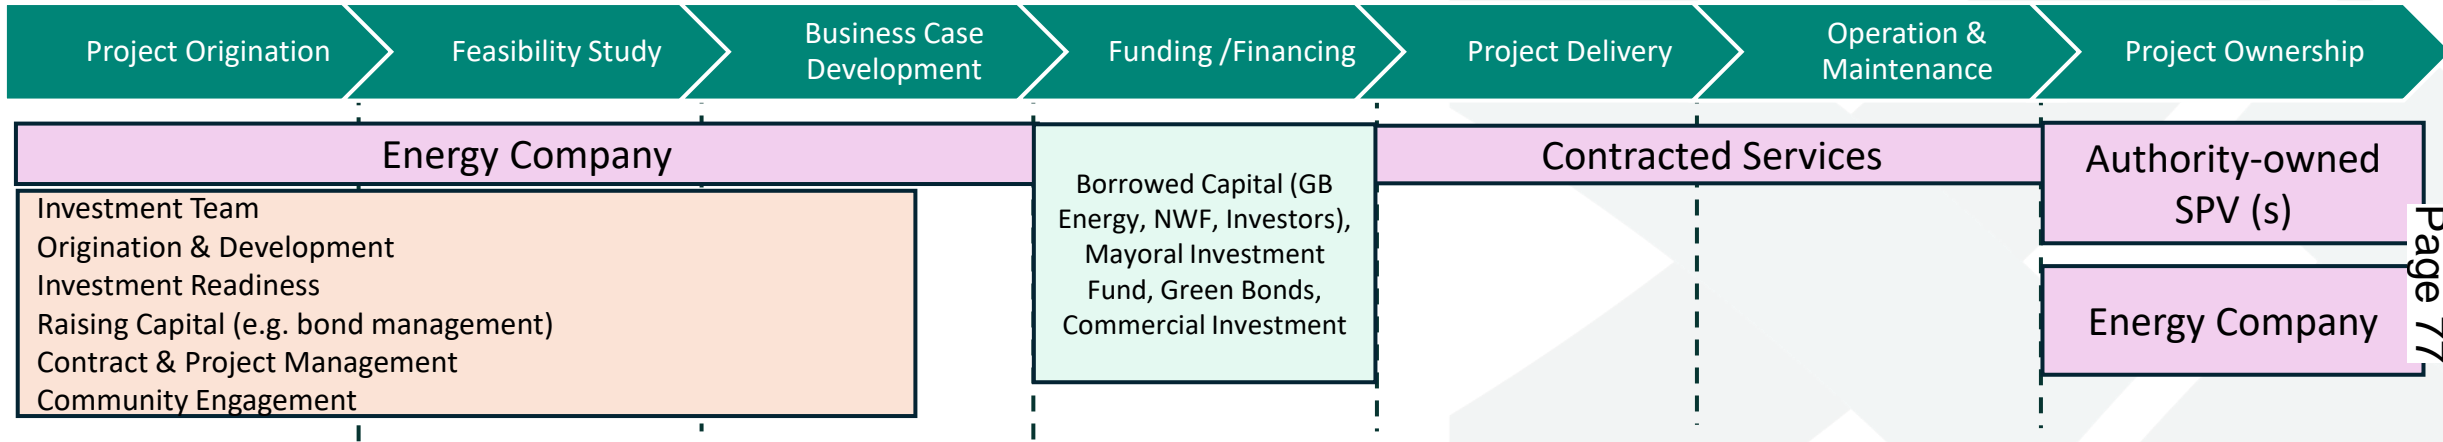 Project Origination
Feasibility Study
Business Case
Development
Funding /Financing
Project Delivery
Operation &
Maintenance
Project Ownership
Energy Company
Investment Team
Origination & Development
Investment Readiness
Raising Capital (e.g. bond management)
Contract & Project Management
Community Engagement
Borrowed Capital (GB
Energy, NWF, Investors),
Mayoral Investment
Fund, Green Bonds,
Commercial Investment
Contracted Services
Authority-owned
SPV (s)
Energy Company
Page 77